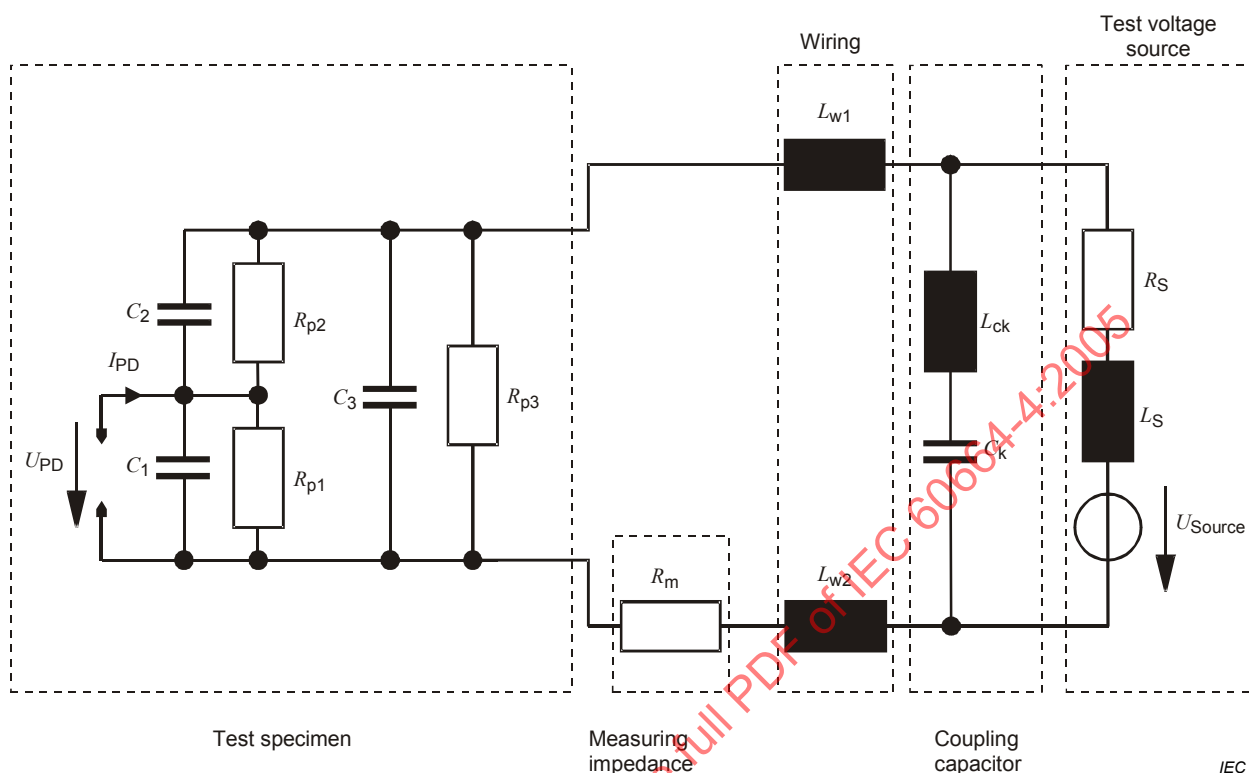 Test voltage
source
Wiring
Lw1
C2
Rp2
RS
Lck
IPD
C3
Rp3
LS
UPD
C1
Rp1
Ck
USource
Rm
Lw2
full PDF of IEC 60664-4:2005
Test specimen
Measuring
impedance
Coupling
capacitor
IEC